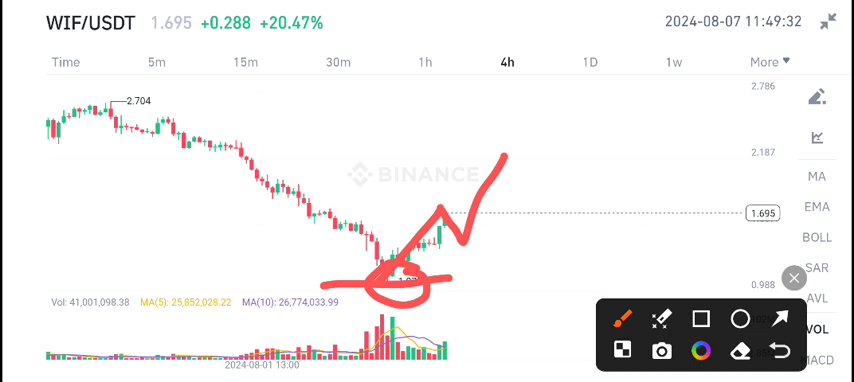 WIF/USDT 1.695 +0.288 +20.47% 2024-08-07 11:49:32
Time 5m 15m 30m 1h 4h 1D 1w More
2.786
2.704
2.187
BINANCE
MA
1.695
EMA
BOLL
SAR
0.988
Vol: 41,001,098.38 MA(5): 25,852,028.22 MA(10): 26,774,033.99
AVL
VOL
MACD
2024-08-01 13:00